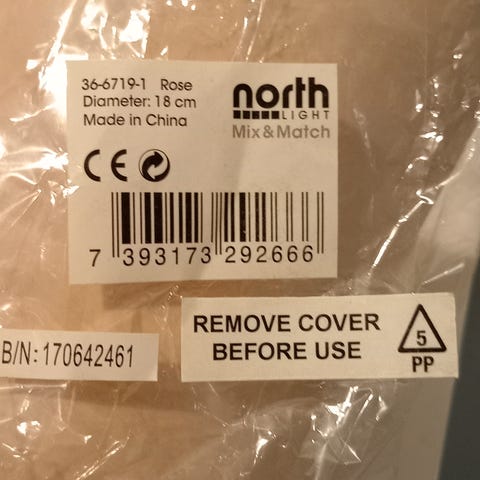 36-6719-1 Rose
Diameter: 18 cm
Made in China
north
LIGHT
Mix&Match
CE
7 393173 292666
B/N: 170642461
REMOVE COVER
BEFORE USE
5
PP